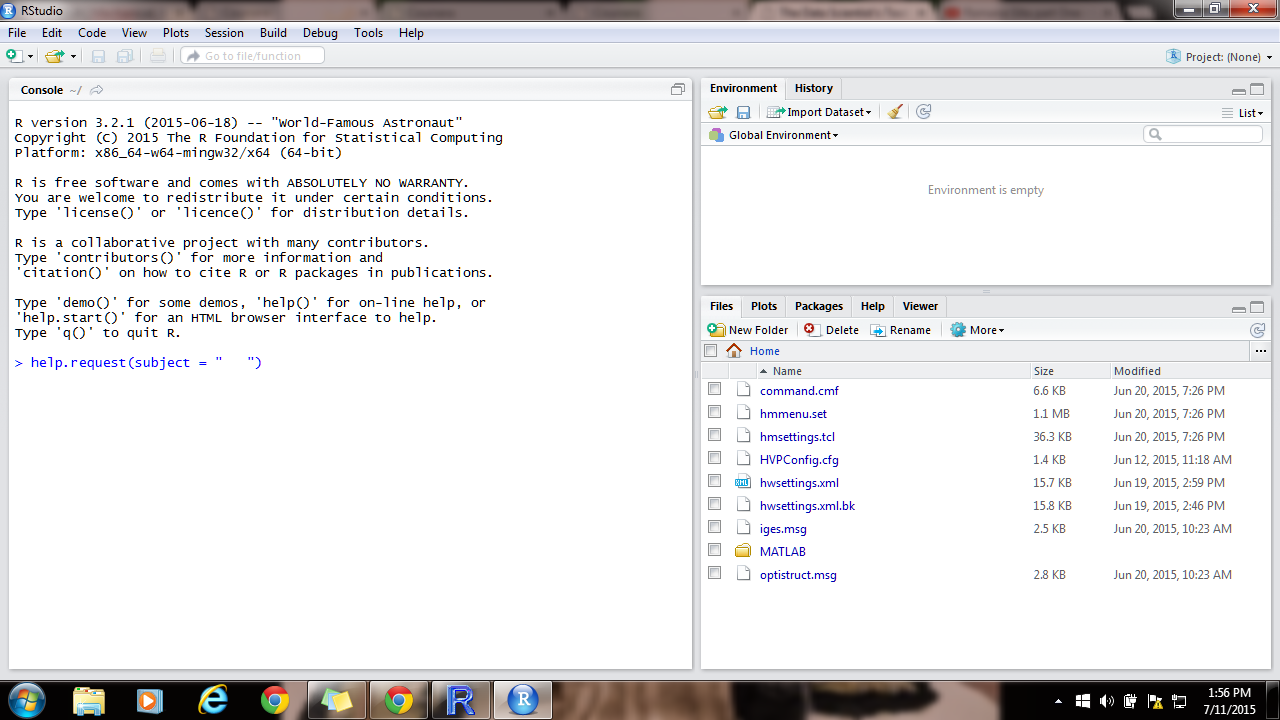 RStudio
File Edit Code View Plots Session Build Debug Tools Help
Go to file/function
Project: (None)
Console ~/
R version 3.2.1 (2015-06-18) -- "World-Famous Astronaut"
Copyright (C) 2015 The R Foundation for Statistical Computing
Platform: x86_64-w64-mingw32/x64 (64-bit)
R is free software and comes with ABSOLUTELY NO WARRANTY.
You are welcome to redistribute it under certain conditions.
Type 'license()' or 'licence()' for distribution details.
R is a collaborative project with many contributors.
Type 'contributors()' for more information and
'citation()' on how to cite R or R packages in publications.
Type 'demo()' for some demos, 'help()' for on-line help, or
'help.start()' for an HTML browser interface to help.
Type 'q()' to quit R.
> help.request(subject = "   ")
Environment History
Import Dataset
List
Global Environment
Environment is empty
Files Plots Packages Help Viewer
New Folder Delete Rename More
Home
Name Size Modified
command.cmf 6.6 KB Jun 20, 2015, 7:26 PM
hmmenu.set 1.1 MB Jun 20, 2015, 7:26 PM
hmsettings.tcl 36.3 KB Jun 20, 2015, 7:26 PM
HVPConfig.cfg 1.4 KB Jun 12, 2015, 11:18 AM
hwsettings.xml 15.7 KB Jun 19, 2015, 2:59 PM
hwsettings.xml.bk 15.8 KB Jun 19, 2015, 2:46 PM
iges.msg 2.5 KB Jun 20, 2015, 10:23 AM
MATLAB
optistruct.msg 2.8 KB Jun 20, 2015, 10:23 AM
1:56 PM
7/11/2015